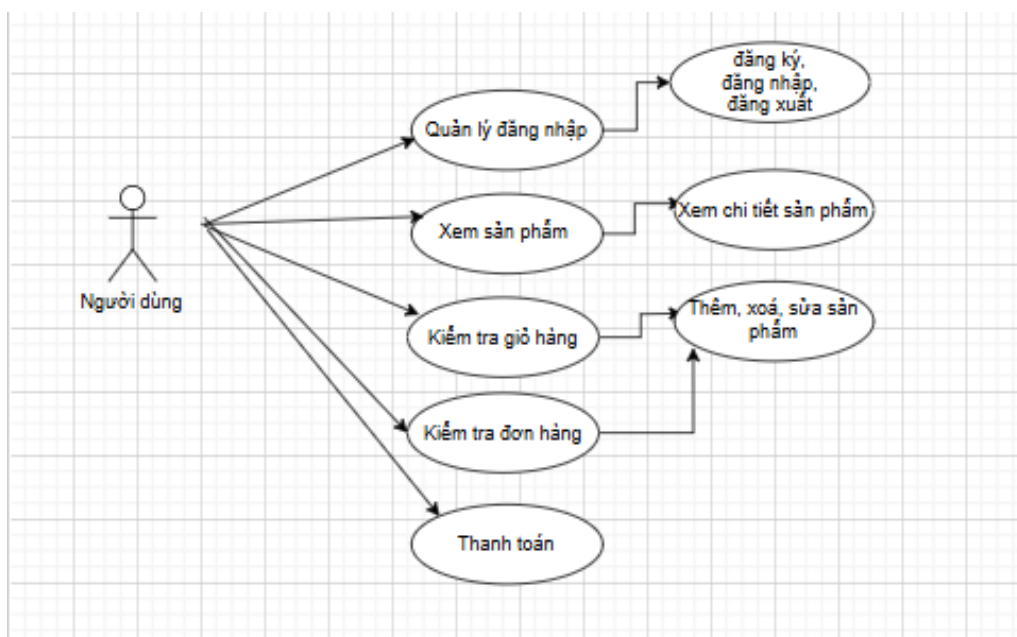 đăng ký,
đăng nhập,
đăng xuất
Quản lý đăng nhập
Xem sản phẩm
Xem chi tiết sản phẩm
Người dùng
Kiểm tra giỏ hàng
Thêm, xoá, sửa sản
phẩm
Kiểm tra đơn hàng
Thanh toán